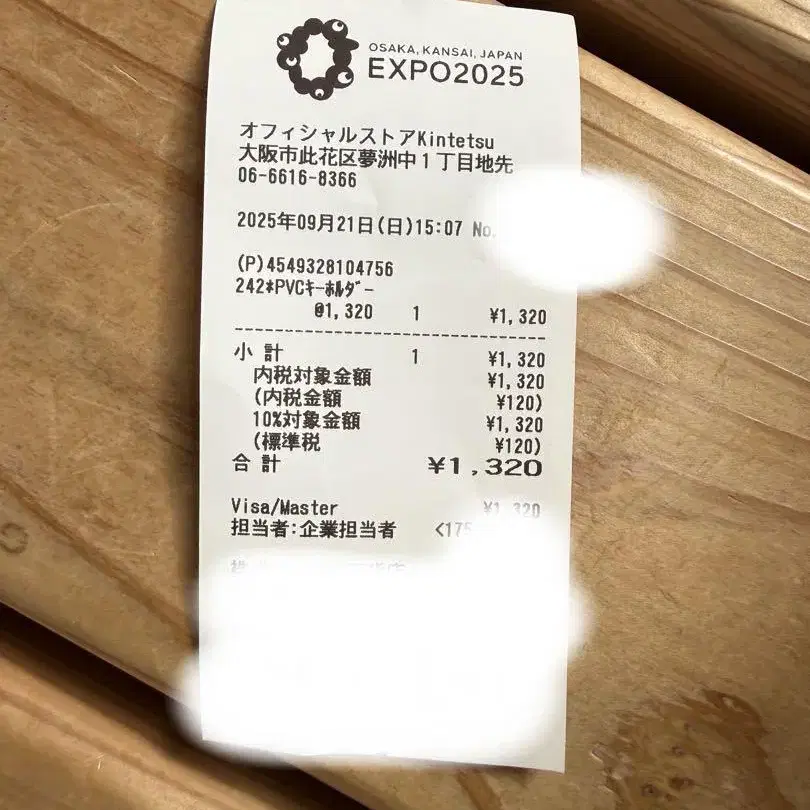 OSAKA, KANSAI, JAPAN
EXPO2025
オフィシャルストアKintetsu
大阪市此花区夢洲中1丁目地先
06-6616-8366
2025年09月21日(日)15:07 No.
(P)4549328104756
242*PVCキーホルダー
@1,320 1 ¥1,320
小 計 1 ¥1,320
内税対象金額 ¥1,320
(内税金額 ¥120)
10%対象金額 ¥1,320
(標準税 ¥120)
合 計 ¥1,320
Visa/Master ¥1,320
担当者:企業担当者 <175